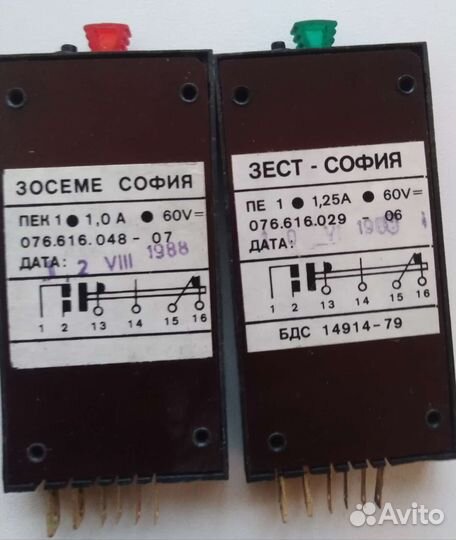 ЗОСЕМЕ СОФИЯ
ПЕК 1 ● 1,0 А ● 60V=
076.616.048 - 07
ДАТА: 2 VIII 1988
1 2 13 14 15 16
ЗЕСТ - СОФИЯ
ПЕ 1 ● 1,25А ● 60V=
076.616.029 - 06
ДАТА:
1 2 13 14 15 16
БДС 14914-79
Avito